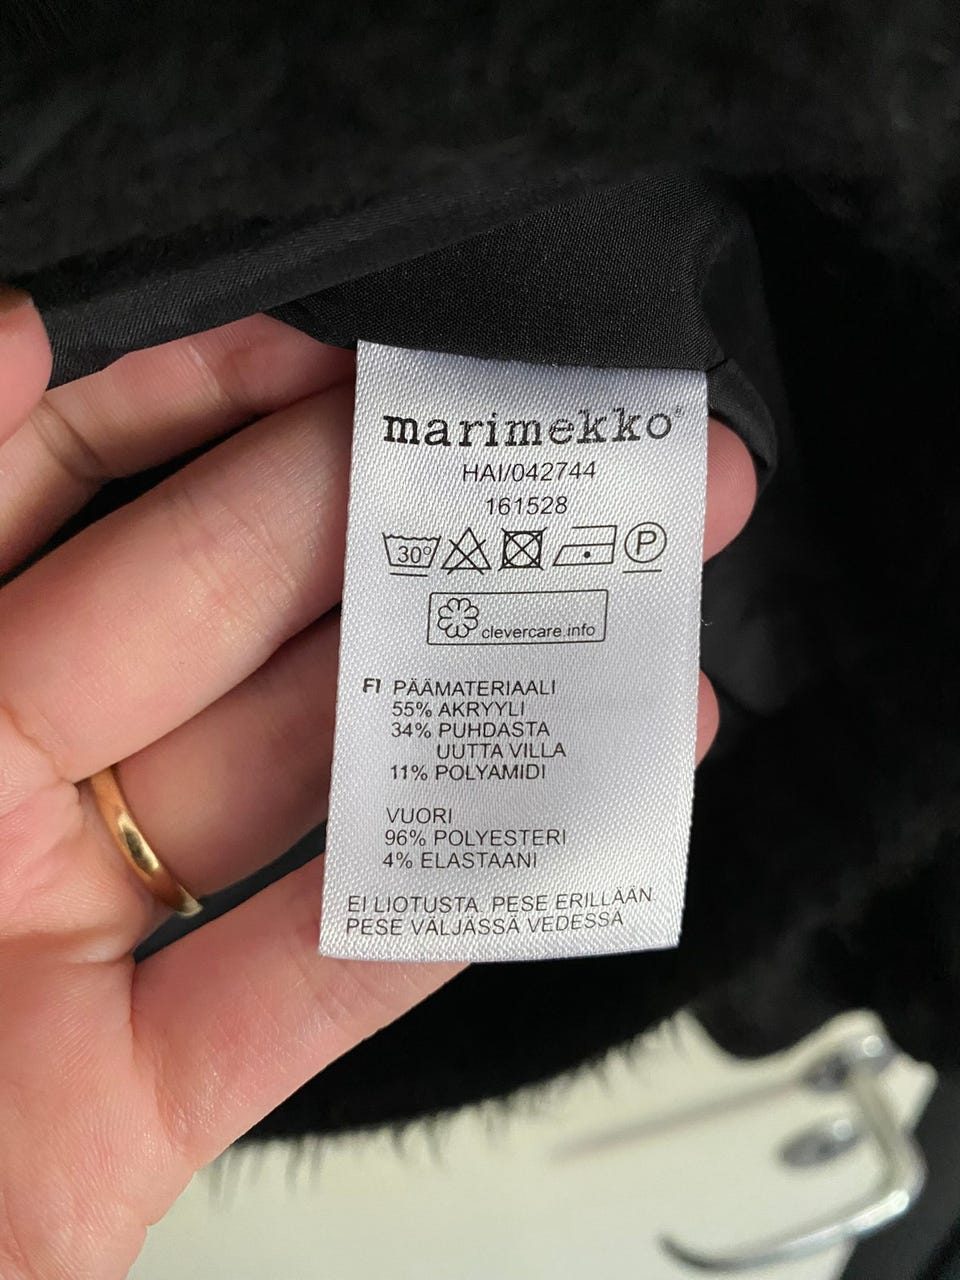 marimekko®
HAI/042744
161528
30° P
clevercare.info
FI PÄÄMATERIAALI
55% AKRYYLI
34% PUHDASTA
UUTTA VILLA
11% POLYAMIDI
VUORI
96% POLYESTERI
4% ELASTAANI
EI LIOTUSTA. PESE ERILLÄÄN.
PESE VÄLJÄSSÄ VEDESSÄ